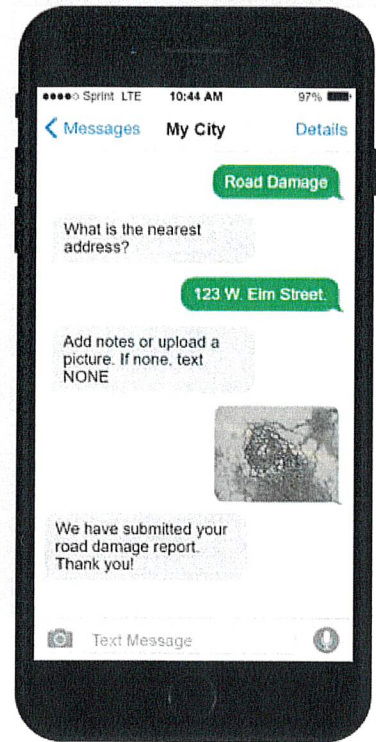 Sprint LTE 10:44 AM 97%
Messages My City Details
Road Damage
What is the nearest
address?
123 W. Elm Street.
Add notes or upload a
picture. If none, text
NONE
We have submitted your
road damage report.
Thank you!
Text Message